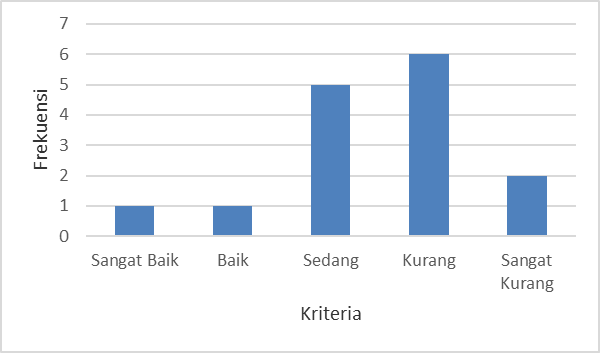 7
6
5
4
3
2
1
0
Frekuensi
Sangat Baik
Baik
Sedang
Kurang
Sangat
Kurang
Kriteria